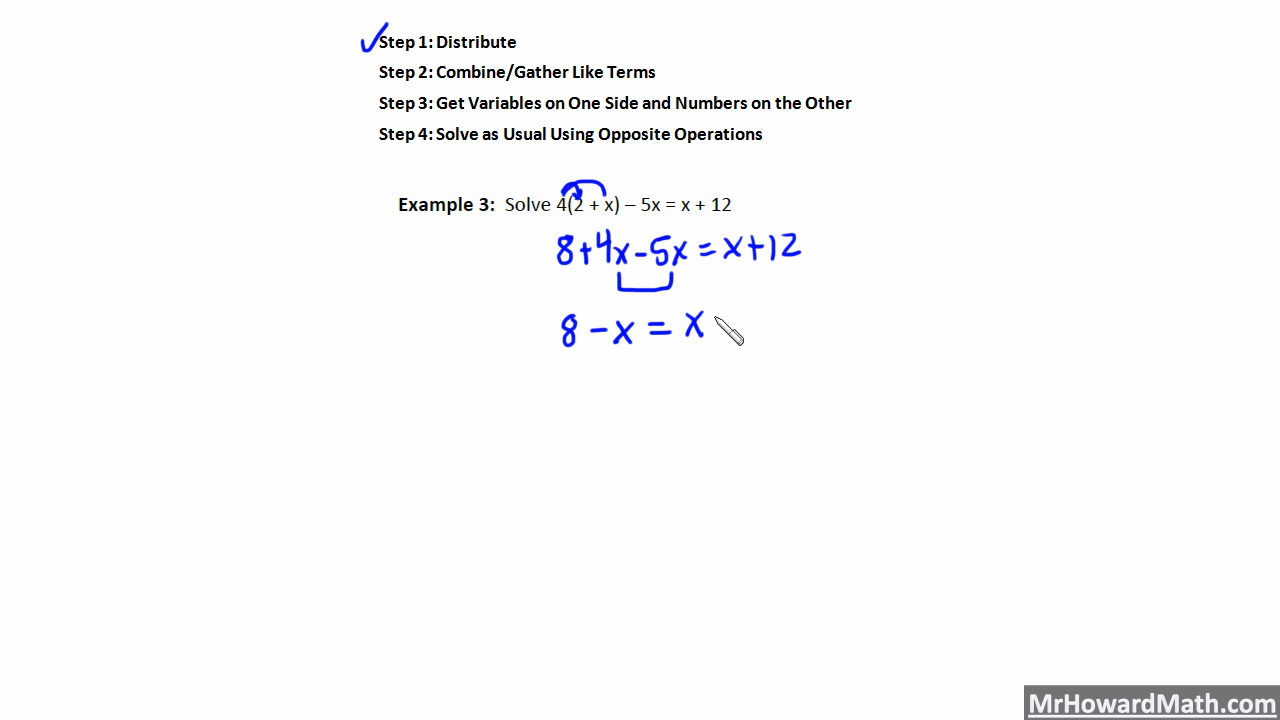 Step 1: Distribute
Step 2: Combine/Gather Like Terms
Step 3: Get Variables on One Side and Numbers on the Other
Step 4: Solve as Usual Using Opposite Operations
Example 3: Solve 4(2 + x) – 5x = x + 12
8+4x-5x=x+12
8-x=x
MrHowardMath.com